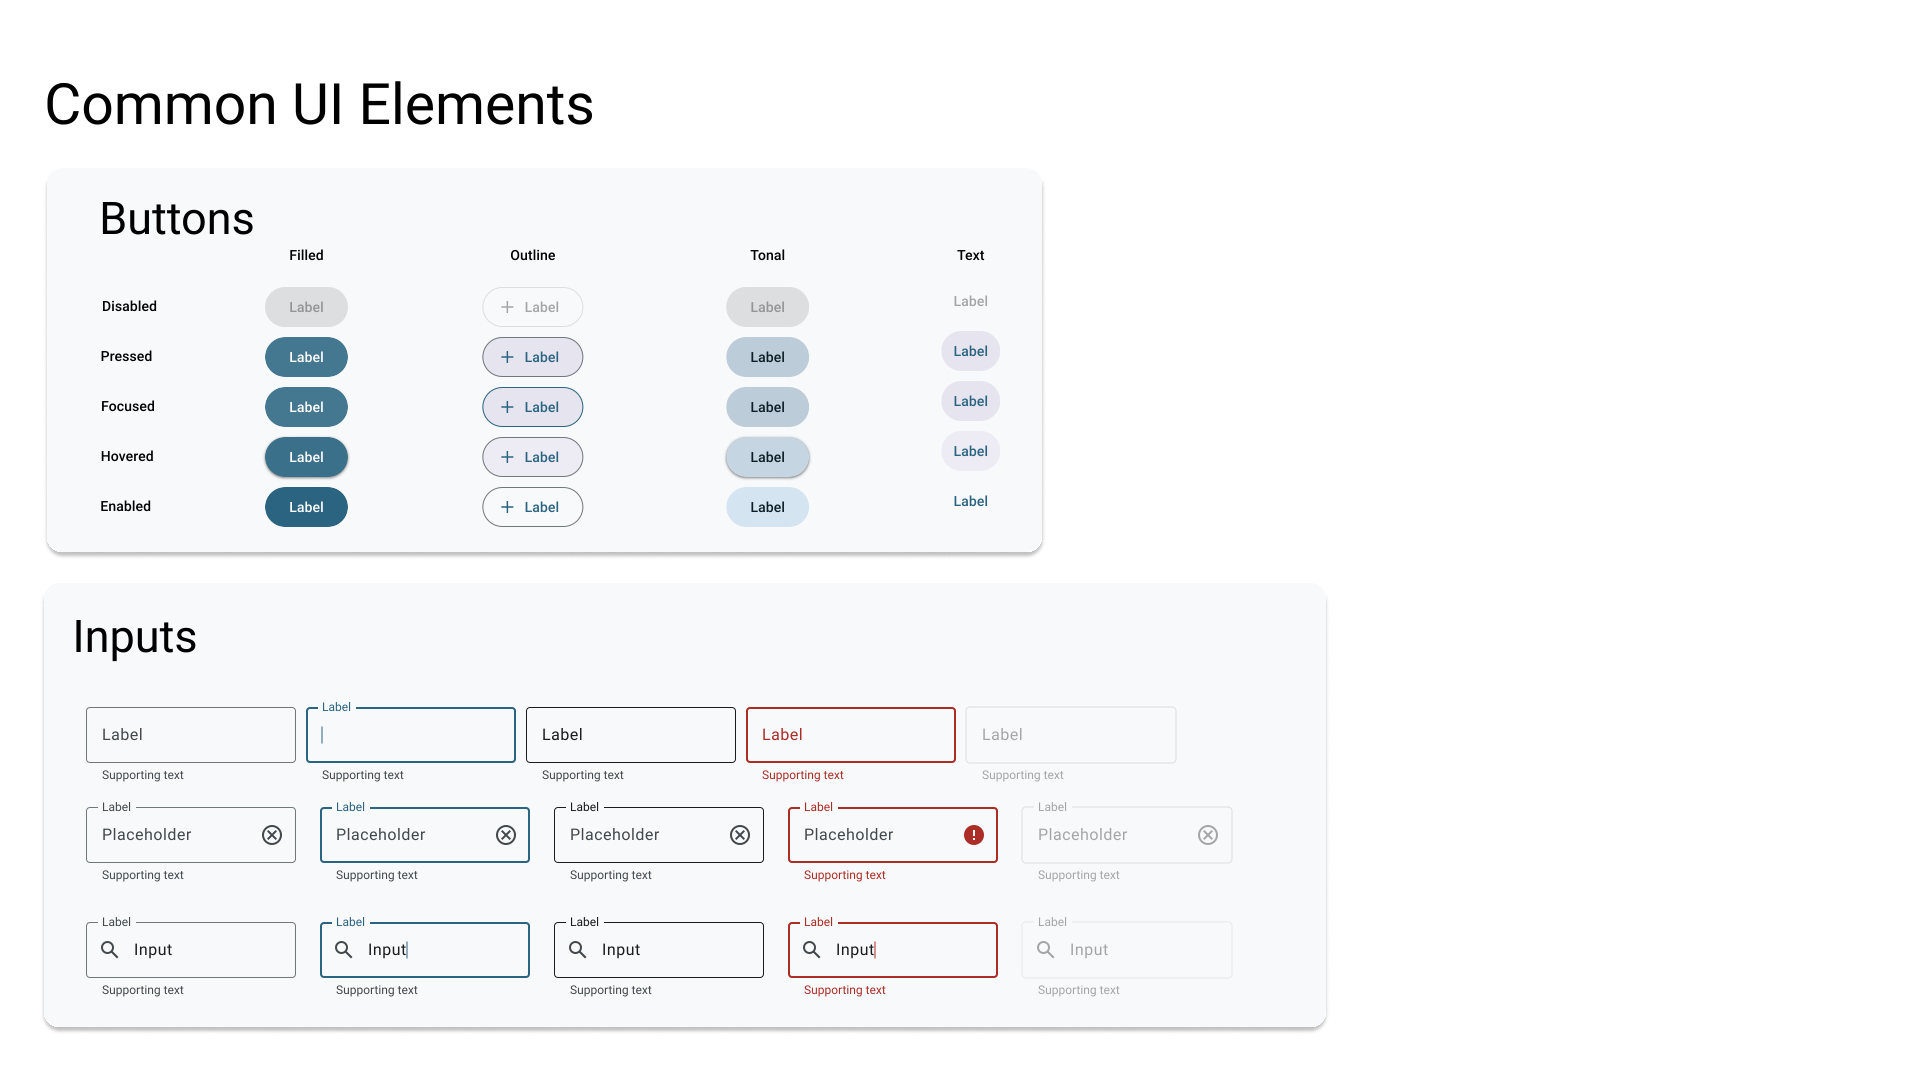 Common UI Elements
Buttons
Filled Outline Tonal Text
Disabled Label + Label Label Label
Pressed Label + Label Label Label
Focused Label + Label Label Label
Hovered Label + Label Label Label
Enabled Label + Label Label Label
Inputs
Label
Label Label Label Label
Supporting text Supporting text Supporting text Supporting text Supporting text
Label Label Label Label Label
Placeholder Placeholder Placeholder Placeholder Placeholder
Supporting text Supporting text Supporting text Supporting text Supporting text
Label Label Label Label Label
Input Input Input Input Input
Supporting text Supporting text Supporting text Supporting text Supporting text